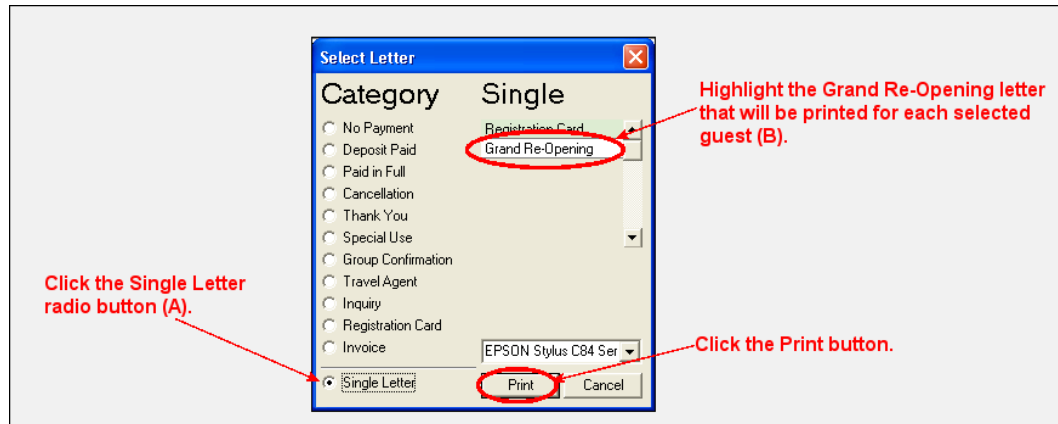 Select Letter
Category
Single
No Payment
Deposit Paid
Paid in Full
Cancellation
Thank You
Special Use
Group Confirmation
Travel Agent
Inquiry
Registration Card
Invoice
Single Letter
Registration Card
Grand Re-Opening
EPSON Stylus C84 Ser
Print
Cancel
Highlight the Grand Re-Opening letter
that will be printed for each selected
guest (B).
Click the Single Letter
radio button (A).
Click the Print button.